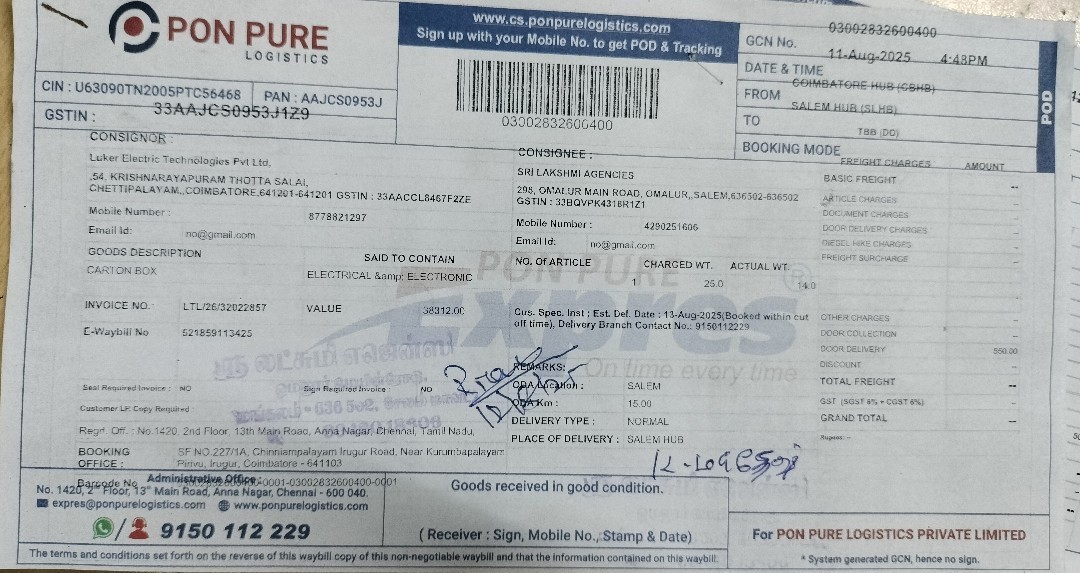 PON PURE
LOGISTICS
www.cs.ponpurelogistics.com
Sign up with your Mobile No. to get POD & Tracking
03002832600400
GCN No. 03002832600400
DATE & TIME 11-Aug-2025 4:48PM
FROM COIMBATORE HUB (CBHB)
TO SALEM HUB (SLHB)
BOOKING MODE TBB (DD)
POD
CIN : U63090TN2005PTC56468 PAN : AAJCS0953J
GSTIN : 33AAJCS0953J1Z9
CONSIGNOR :
Luker Electric Technologies Pvt Ltd,
,54, KRISHNARAYAPURAM THOTTA SALAI,
CHETTIPALAYAM,,COIMBATORE,641201-641201 GSTIN : 33AACCL8467F2ZE
Mobile Number : 8778821297
Email Id: no@gmail.com
CONSIGNEE :
SRI LAKSHMI AGENCIES
298, OMALUR MAIN ROAD, OMALUR,,SALEM,636502-636502
GSTIN : 33BQVPK4318R1Z1
Mobile Number : 4290251606
Email Id: no@gmail.com
GOODS DESCRIPTION SAID TO CONTAIN
CARTON BOX ELECTRICAL &amp; ELECTRONIC
NO. Of ARTICLE CHARGED WT. ACTUAL WT.
1 25.0 14.0
INVOICE NO.: LTL/26/32022857 VALUE 38312.00
E-Waybill No 521859113425
Cus. Spec. Inst : Est. Del. Date : 13-Aug-2025(Booked within cut
off time), Delivery Branch Contact No.: 9150112229
PON PURE
Expres
On time every time
REMARKS:
ODA Location : SALEM
ODA Km : 15.00
DELIVERY TYPE : NORMAL
PLACE OF DELIVERY : SALEM HUB
FREIGHT CHARGES AMOUNT
BASIC FREIGHT --
ARTICLE CHARGES --
DOCUMENT CHARGES --
DOOR DELIVERY CHARGES --
DIESEL HIKE CHARGES --
FREIGHT SURCHARGE --
OTHER CHARGES --
DOOR COLLECTION --
DOOR DELIVERY 550.00
DISCOUNT --
TOTAL FREIGHT --
GST (SGST 6% + CGST 6%) --
GRAND TOTAL --
Rupees: --
ஸ்ரீ லட்சுமி ஏஜென்ஸி
Seal Required Invoice : NO Sign Required Invoice : NO
Customer LR Copy Required :
Regd. Off. : No.1420, 2nd Floor, 13th Main Road, Anna Nagar, Chennai, Tamil Nadu,
BOOKING OFFICE : SF NO.227/1A, Chinniampalayam Irugur Road, Near Kurumbapalayam
Pirivu, Irugur, Coimbatore - 641103
Barcode No
Administrative Office:
No. 1420, 2nd Floor, 13th Main Road, Anna Nagar, Chennai - 600 040.
expres@ponpurelogistics.com www.ponpurelogistics.com
9150 112 229
Goods received in good condition.
( Receiver : Sign, Mobile No., Stamp & Date)
For PON PURE LOGISTICS PRIVATE LIMITED
* System generated GCN, hence no sign.
The terms and conditions set forth on the reverse of this waybill copy of this non-negotiable waybill and that the information contained on this waybill.